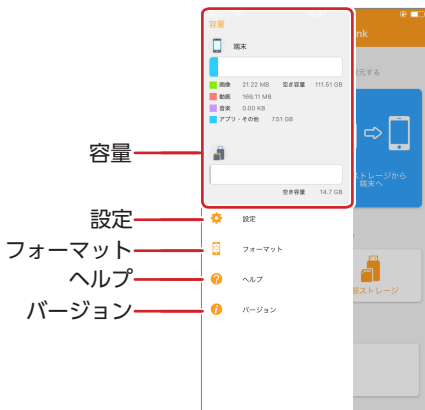 容量
端末
nk
元する
画像 21.22 MB 空き容量 111.51 GB
動画 166.11 MB
音楽 0.00 KB
アプリ・その他 7.51 GB
容量
空き容量 14.7 GB
ストレージから
端末へ
設定 設定
フォーマット フォーマット
ヘルプ ヘルプ
部ストレージ
バージョン バージョン